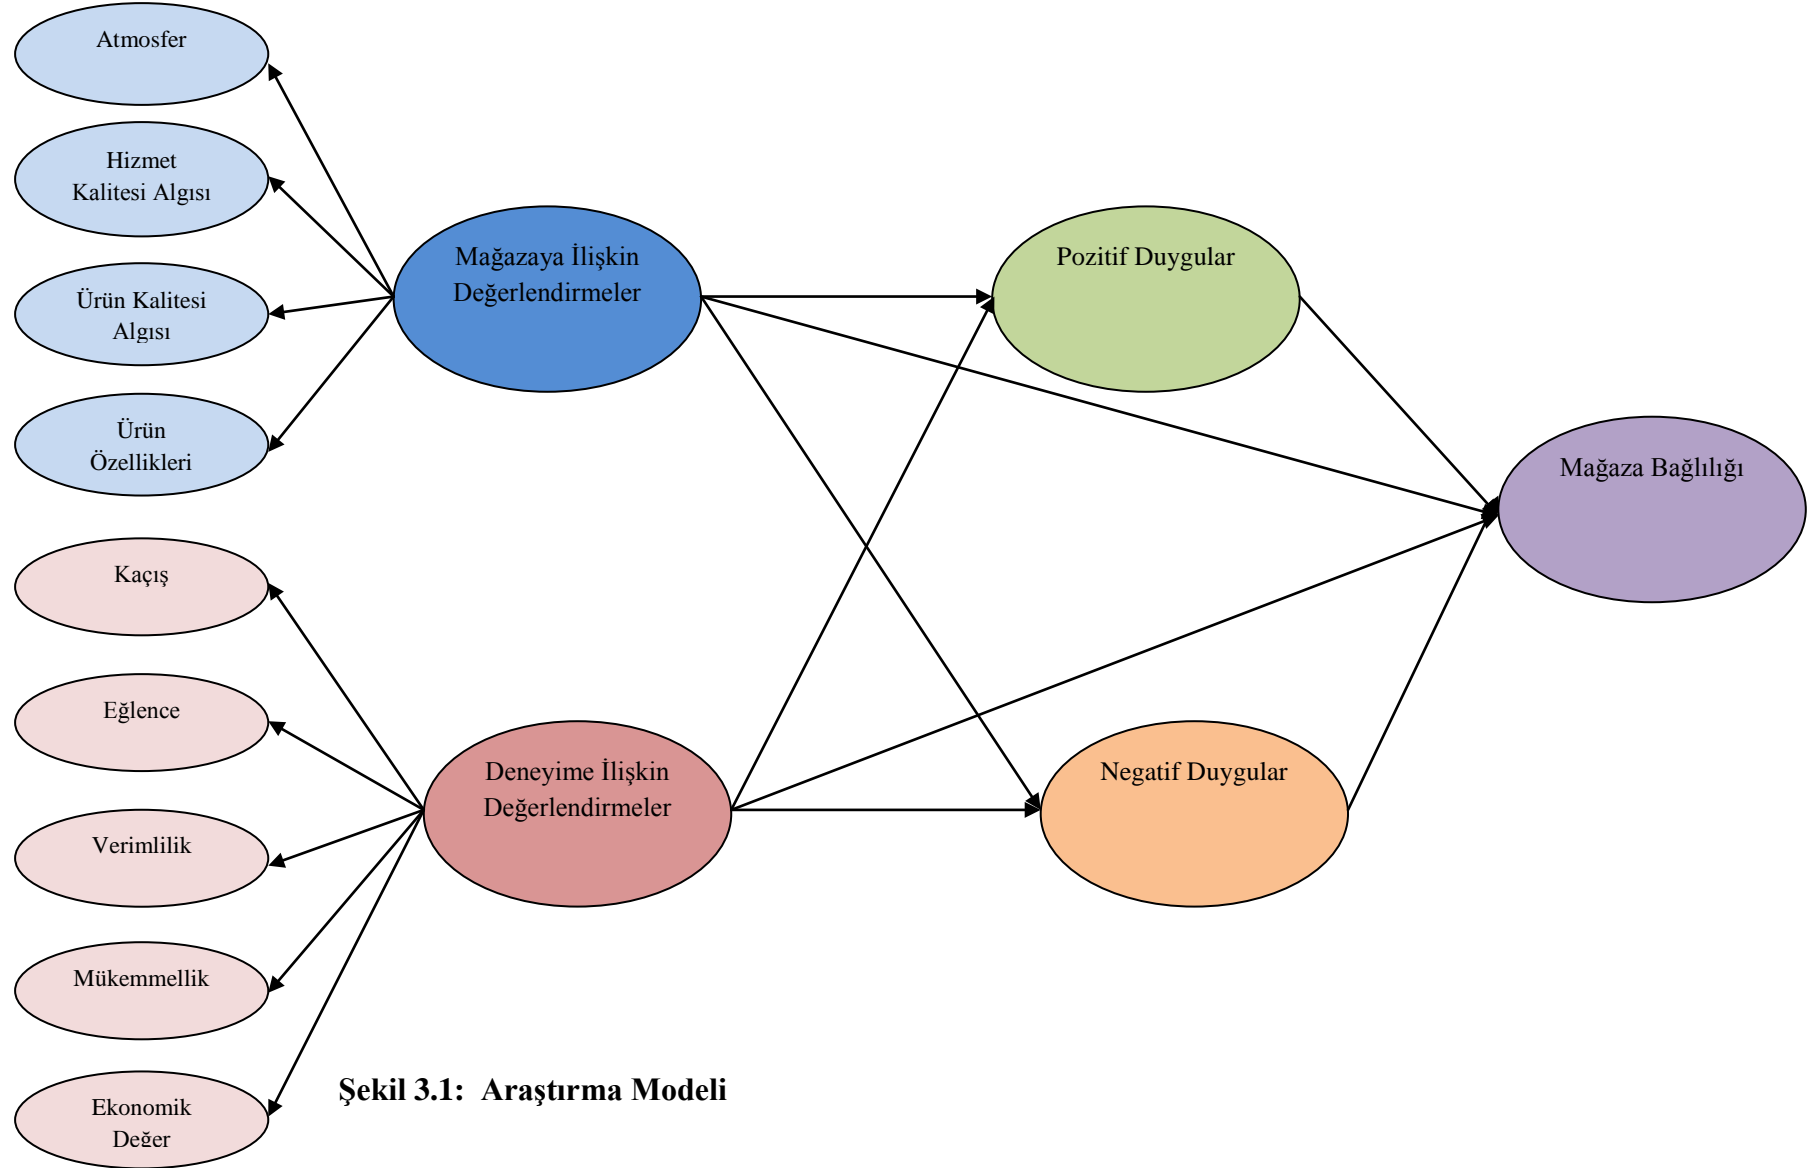 Atmosfer
Hizmet
Kalitesi Algısı
Ürün Kalitesi
Algısı
Ürün
Özellikleri
Kaçış
Eğlence
Verimlilik
Mükemmellik
Ekonomik
Değer
Mağazaya İlişkin
Değerlendirmeler
Deneyime İlişkin
Değerlendirmeler
Pozitif Duygular
Negatif Duygular
Mağaza Bağlılığı
Şekil 3.1: Araştırma Modeli